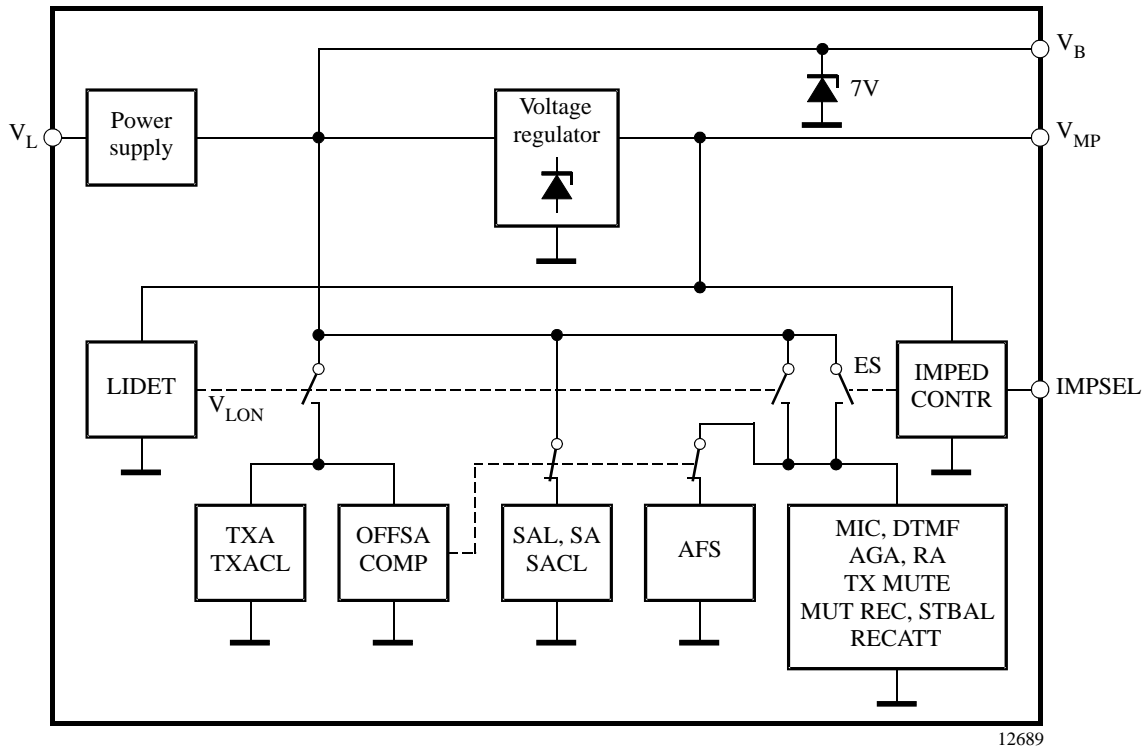 V_B
7V
Power
supply
Voltage
regulator
V_L
V_MP
LIDET
V_LON
ES
IMPED
CONTR
IMPSEL
TXA
TXACL
OFFSA
COMP
SAL, SA
SACL
AFS
MIC, DTMF
AGA, RA
TX MUTE
MUT REC, STBAL
RECATT
12689